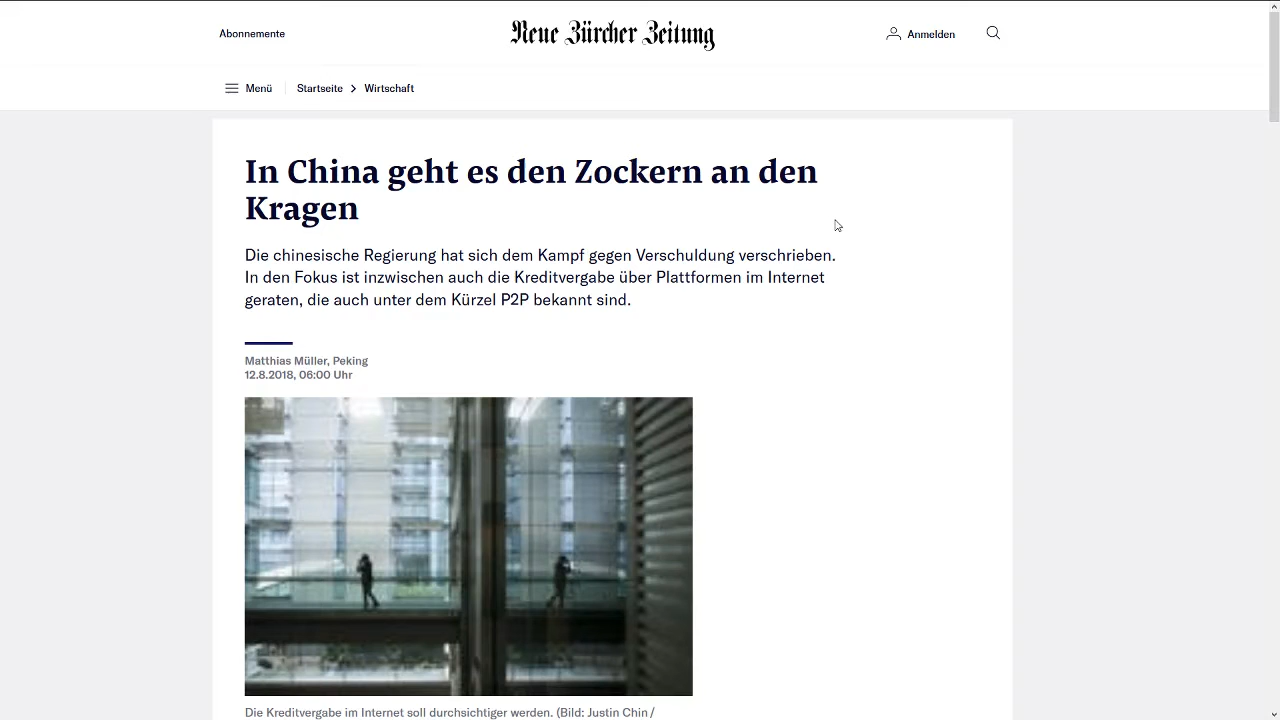 Abonnemente
Neue Zürcher Zeitung
Anmelden
Menü
Startseite
Wirtschaft
In China geht es den Zockern an den
Kragen
Die chinesische Regierung hat sich dem Kampf gegen Verschuldung verschrieben.
In den Fokus ist inzwischen auch die Kreditvergabe über Plattformen im Internet
geraten, die auch unter dem Kürzel P2P bekannt sind.
Matthias Müller, Peking
12.8.2018, 06:00 Uhr
Die Kreditvergabe im Internet soll durchsichtiger werden. (Bild: Justin Chin /